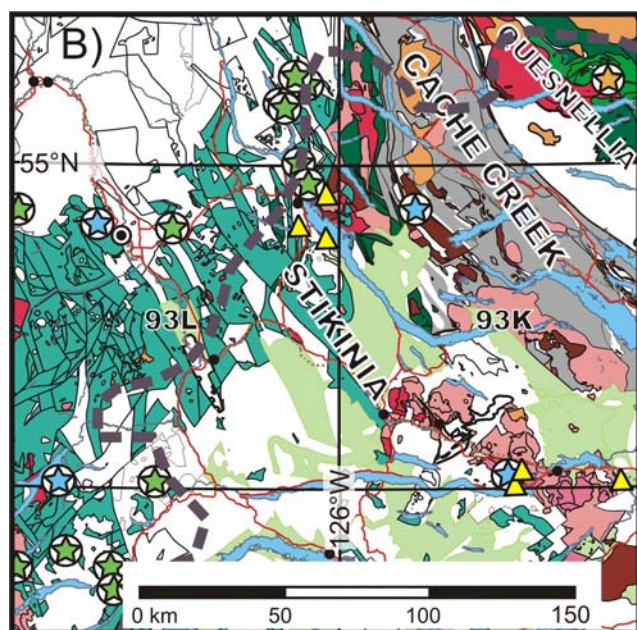 B)
QUESNELLIA
CACHE CREEK
55°N
STIKINIA
93L
93K
126°W
0 km
50
100
150